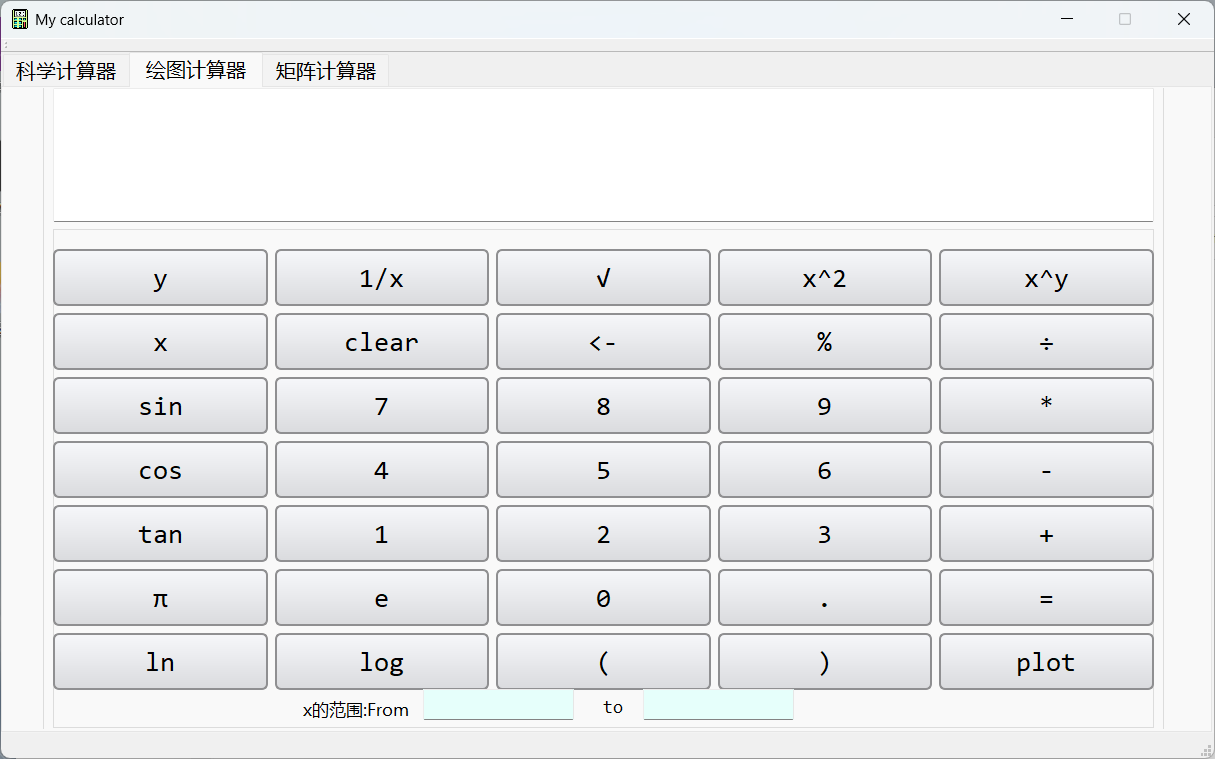 My calculator
科学计算器 绘图计算器 矩阵计算器
y 1/x √ x^2 x^y
x clear <- % ÷
sin 7 8 9 *
cos 4 5 6 -
tan 1 2 3 +
π e 0 . =
ln log ( ) plot
x的范围:From to